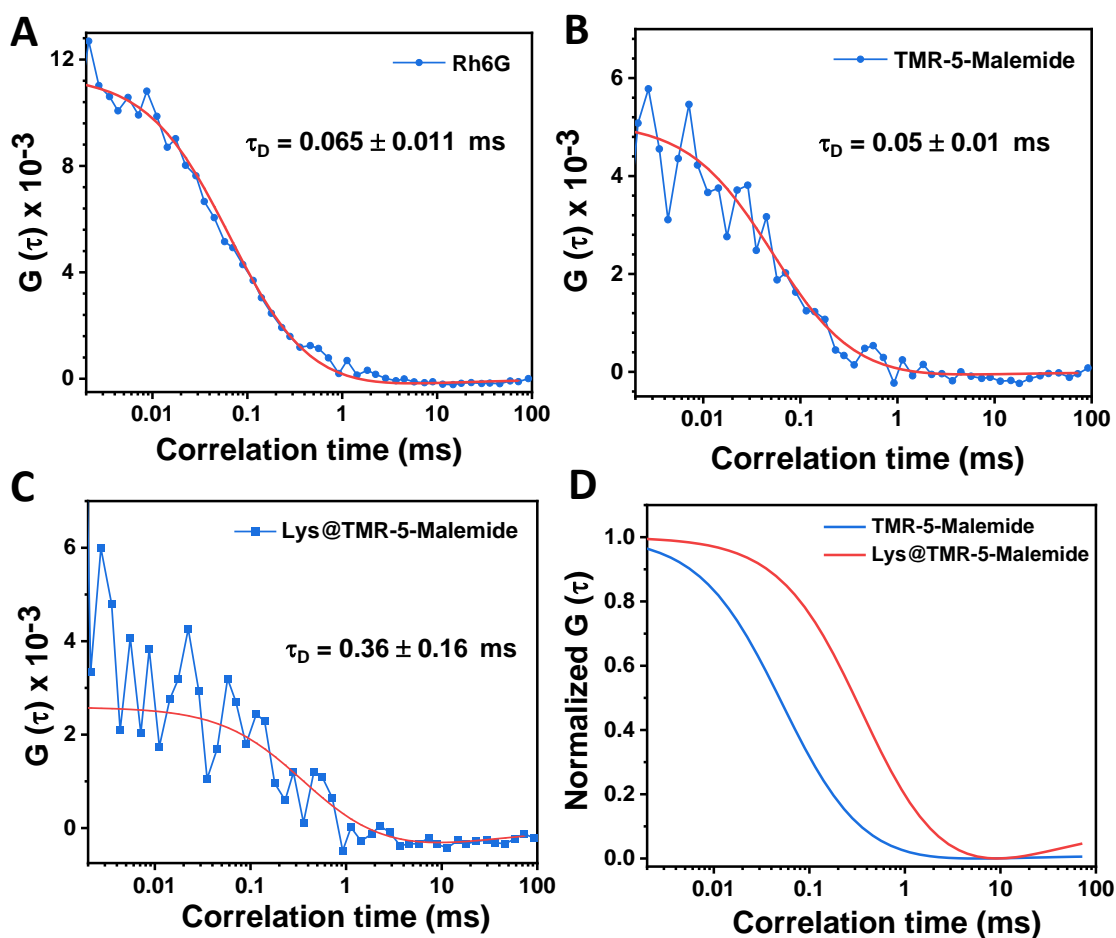 A
Rh6G
τD = 0.065 ± 0.011 ms
G (τ) x 10-3
12
8
4
0
0.01
0.1
1
10
100
Correlation time (ms)
B
TMR-5-Malemide
τD = 0.05 ± 0.01 ms
G (τ) x 10-3
6
4
2
0
0.01
0.1
1
10
100
Correlation time (ms)
C
Lys@TMR-5-Malemide
τD = 0.36 ± 0.16 ms
G (τ) x 10-3
6
4
2
0
0.01
0.1
1
10
100
Correlation time (ms)
D
TMR-5-Malemide
Lys@TMR-5-Malemide
Normalized G (τ)
1.0
0.8
0.6
0.4
0.2
0.0
0.01
0.1
1
10
100
Correlation time (ms)